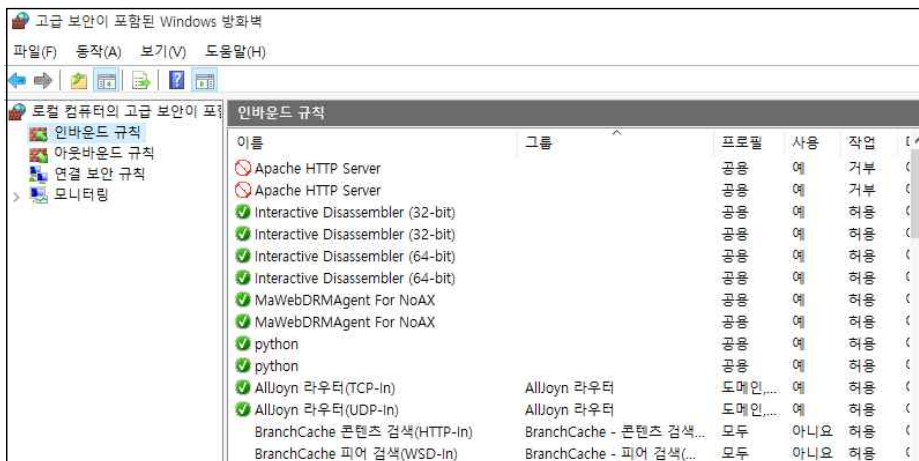 고급 보안이 포함된 Windows 방화벽
파일(F) 동작(A) 보기(V) 도움말(H)
로컬 컴퓨터의 고급 보안이 포함
인바운드 규칙
아웃바운드 규칙
연결 보안 규칙
모니터링
인바운드 규칙
이름 그룹 프로필 사용 작업
Apache HTTP Server 공용 예 거부
Apache HTTP Server 공용 예 거부
Interactive Disassembler (32-bit) 공용 예 허용
Interactive Disassembler (32-bit) 공용 예 허용
Interactive Disassembler (64-bit) 공용 예 허용
Interactive Disassembler (64-bit) 공용 예 허용
MaWebDRMAgent For NoAX 공용 예 허용
MaWebDRMAgent For NoAX 공용 예 허용
python 공용 예 허용
python 공용 예 허용
AllJoyn 라우터(TCP-In) AllJoyn 라우터 도메인,... 예 허용
AllJoyn 라우터(UDP-In) AllJoyn 라우터 도메인,... 예 허용
BranchCache 콘텐츠 검색(HTTP-In) BranchCache - 콘텐츠 검색... 모두 아니요 허용
BranchCache 피어 검색(WSD-In) BranchCache - 피어 검색(... 모두 아니요 허용